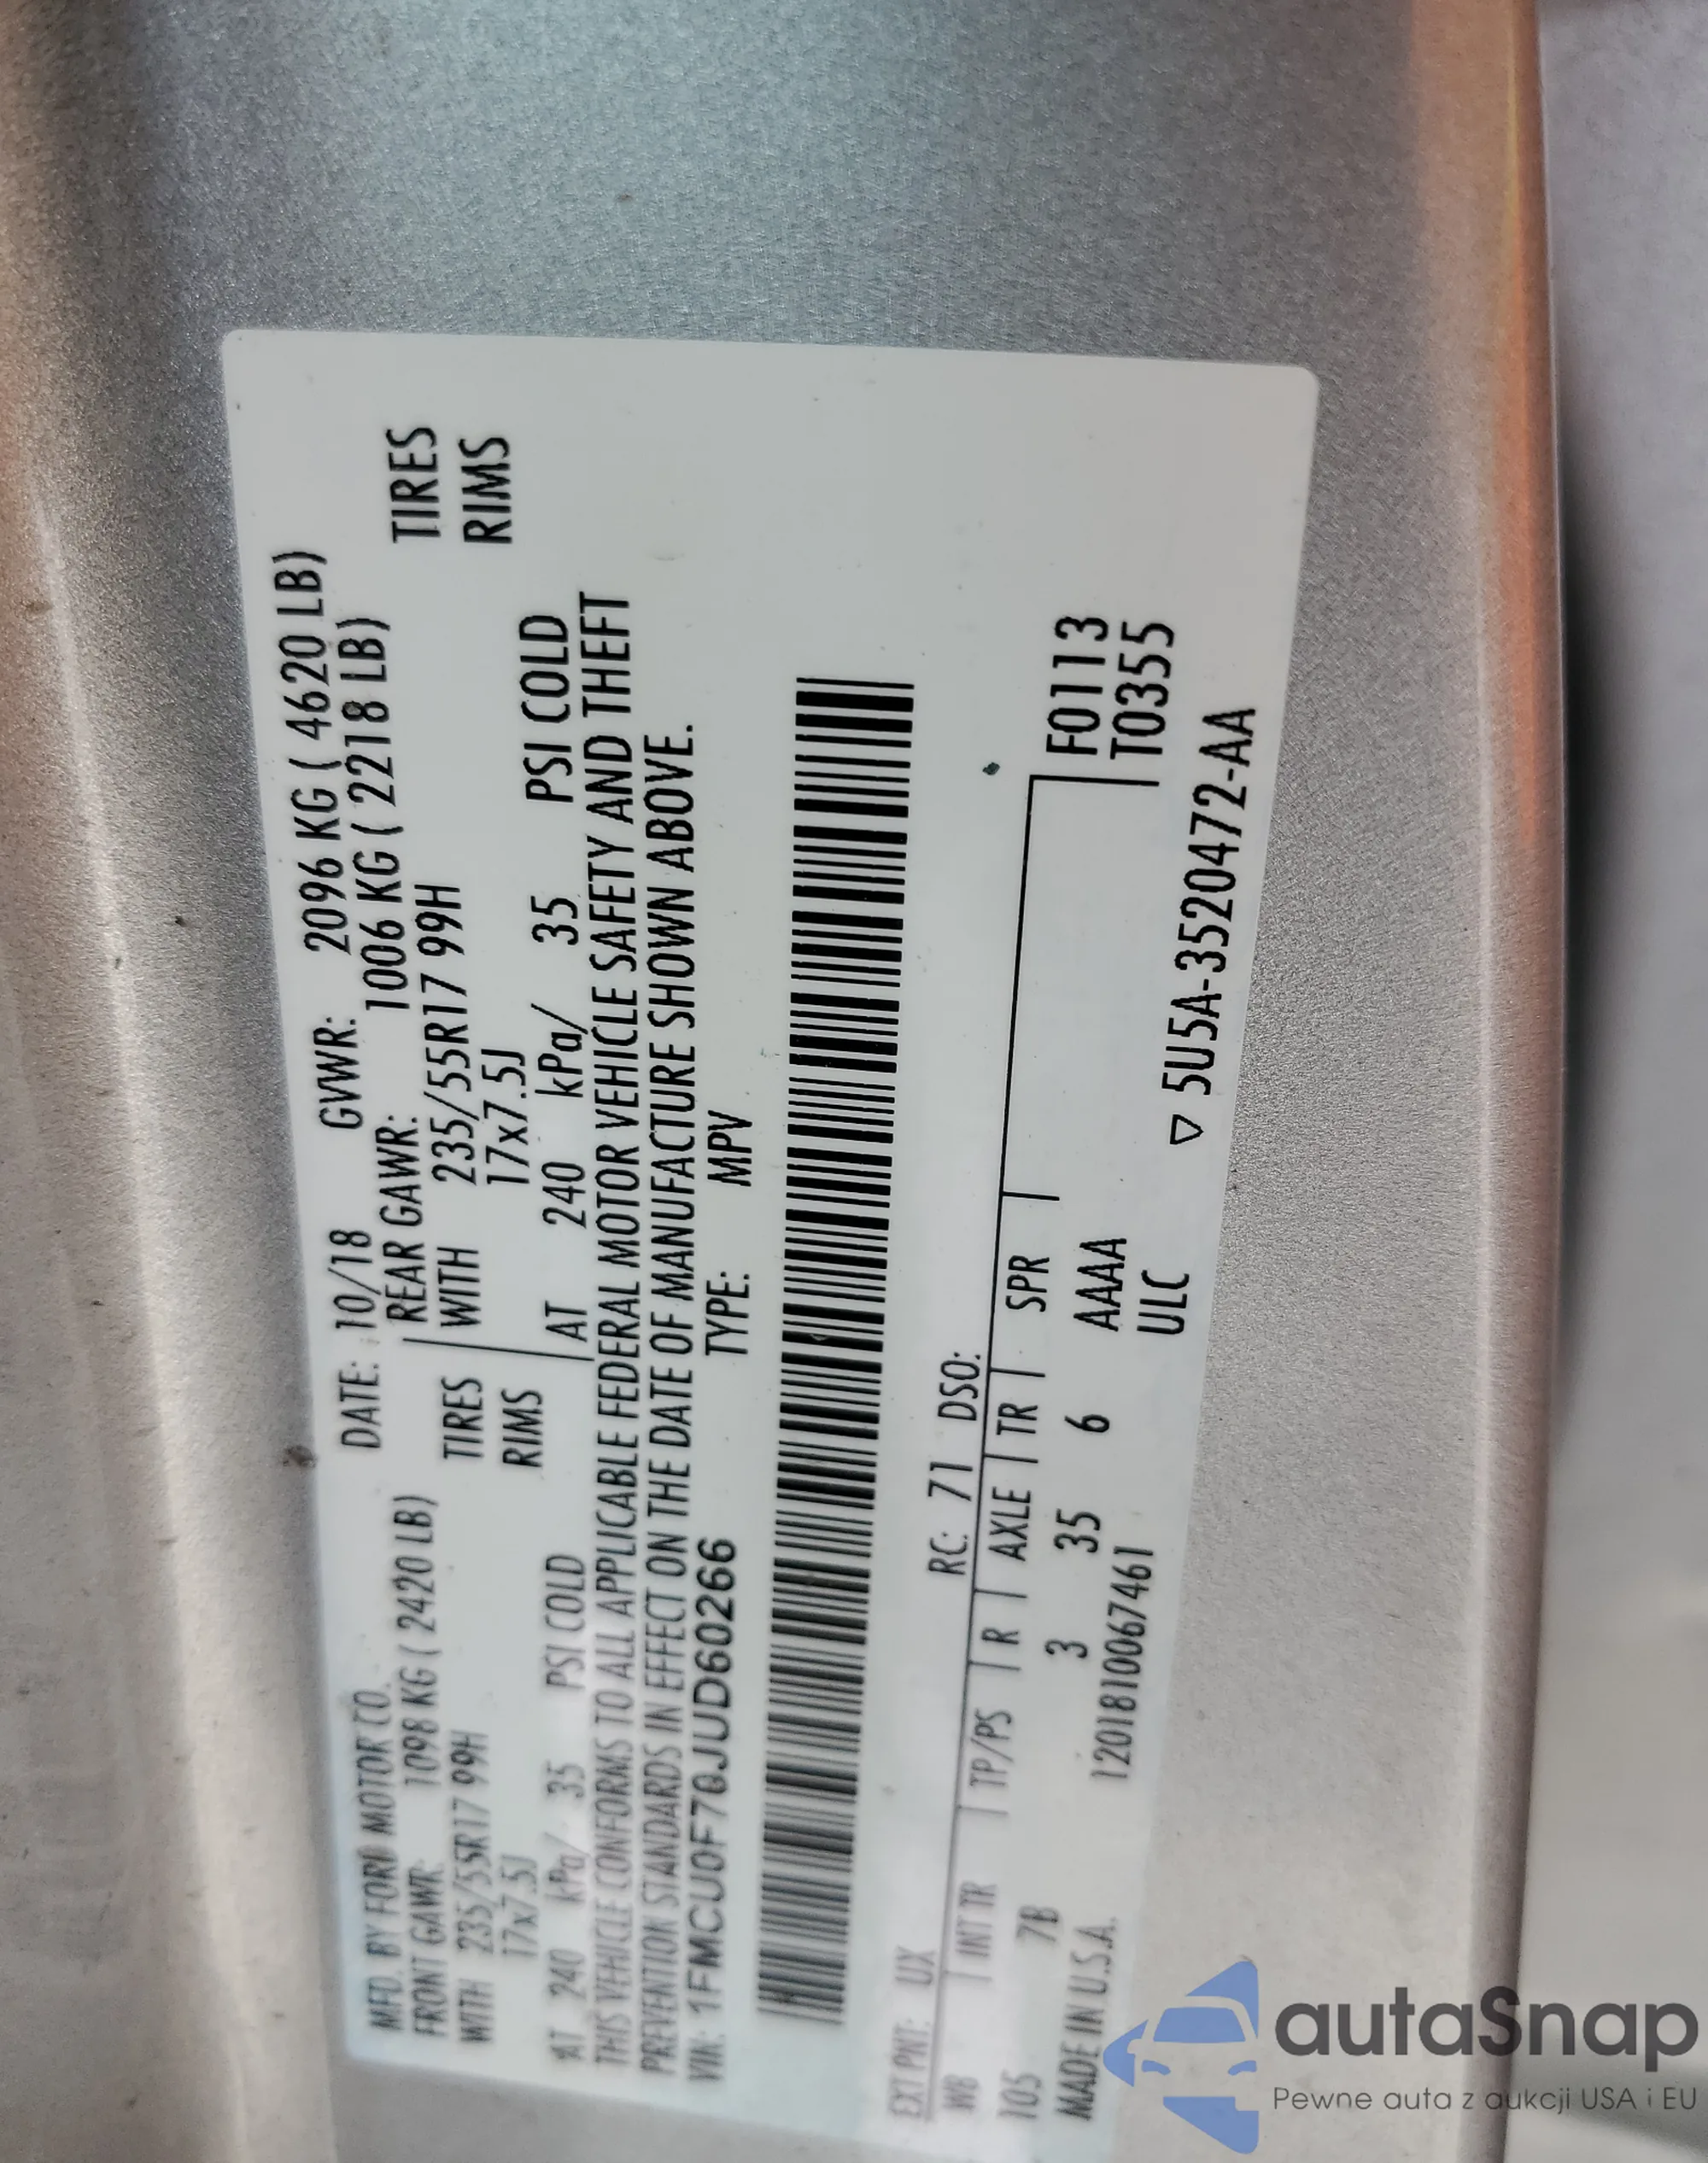 MFD. BY FORD MOTOR CO. DATE: 10/18 GVWR: 2096 KG ( 4620 LB)
FRONT GAWR: 1098 KG ( 2420 LB) REAR GAWR: 1006 KG ( 2218 LB)
WITH 235/55R17 99H TIRES WITH 235/55R17 99H TIRES
17x7.5J RIMS 17x7.5J RIMS
AT 240 kPa/ 35 PSI COLD AT 240 kPa/ 35 PSI COLD
THIS VEHICLE CONFORMS TO ALL APPLICABLE FEDERAL MOTOR VEHICLE SAFETY AND THEFT
PREVENTION STANDARDS IN EFFECT ON THE DATE OF MANUFACTURE SHOWN ABOVE.
VIN: 1FMCU0F70JUD60266 TYPE: MPV
EXT PNT: UX RC: 71 DSO:
WB INT TR TP/PS R AXLE TR SPR F0113
105 7B 3 35 6 AAAA T0355
MADE IN U.S.A. 1201810067461 ULC
▽ 5U5A-3520472-AA
autaSnap
Pewne auta z aukcji USA i EU